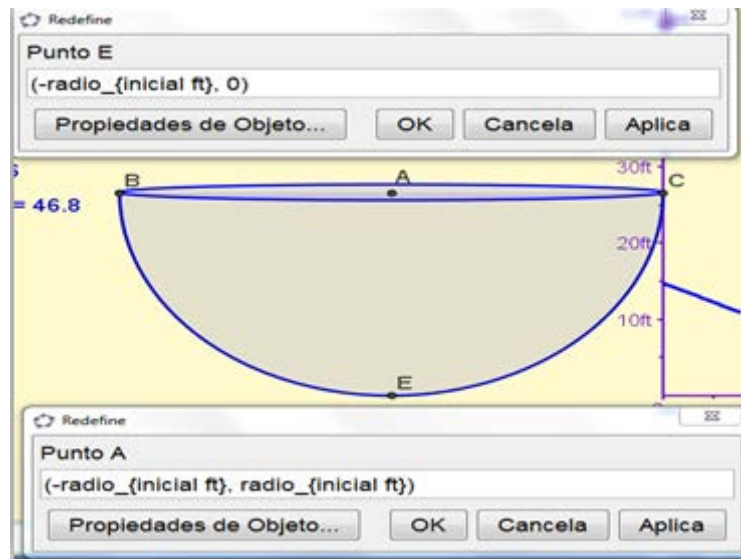 Redefine
Punto E
(-radio_{inicial ft}, 0)
Propiedades de Objeto... OK Cancela Aplica
30ft
B A C
= 46.8
20ft
10ft
E
Redefine
Punto A
(-radio_{inicial ft}, radio_{inicial ft})
Propiedades de Objeto... OK Cancela Aplica